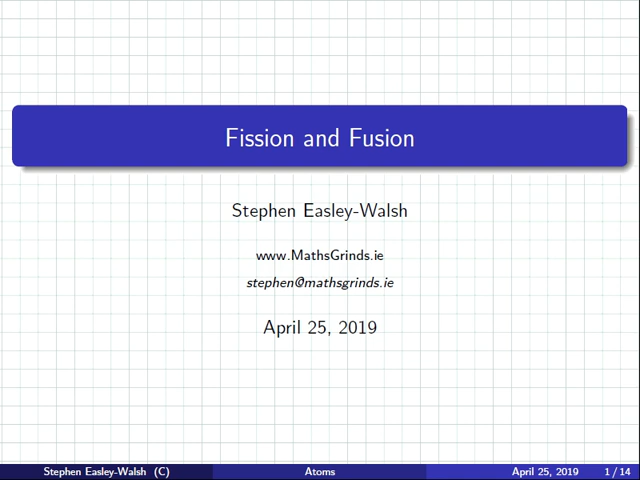 Fission and Fusion
Stephen Easley-Walsh
www.MathsGrinds.ie
stephen@mathsgrinds.ie
April 25, 2019
Stephen Easley-Walsh (C) Atoms April 25, 2019 1 / 14